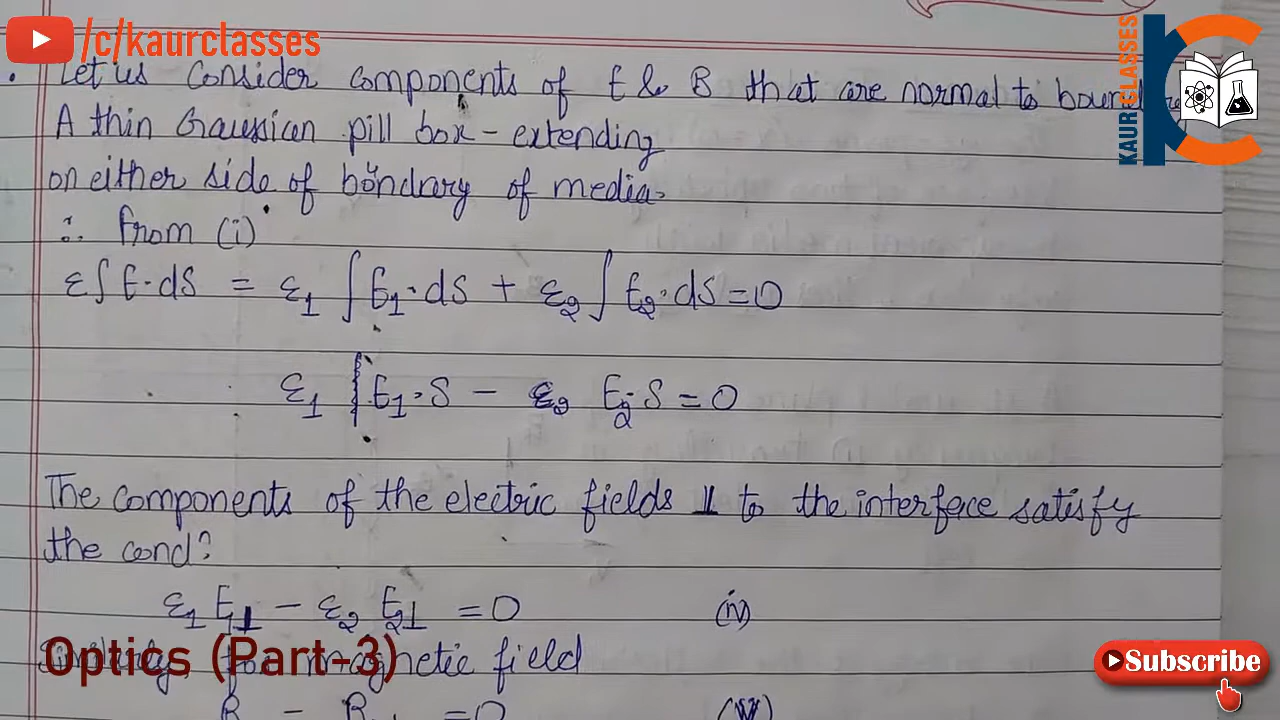 /c/kaurclasses
KAUR CLASSES
Let us Consider components of E & B that are normal to
A thin Gaussian pill box - extending
on either side of boundrary of media.
∴ from (i)
ε∫E·dS = ε₁ ∫E₁·dS + ε₂ ∫E₂·dS = 0
ε₁ E₁·S - ε₂ E₂·S = 0
The components of the electric fields ⊥ to the interface satisfy
the cond?
ε₁ E₁⊥ - ε₂ E₂⊥ = 0 (iv)
for magnetic field
Optics (Part-3)
Subscribe